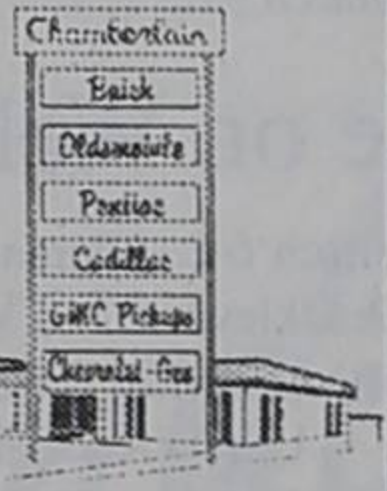 Chamberlain
Buick
Oldsmobile
Pontiac
Cadillac
GMC Pickups
Chevrolet-Geo